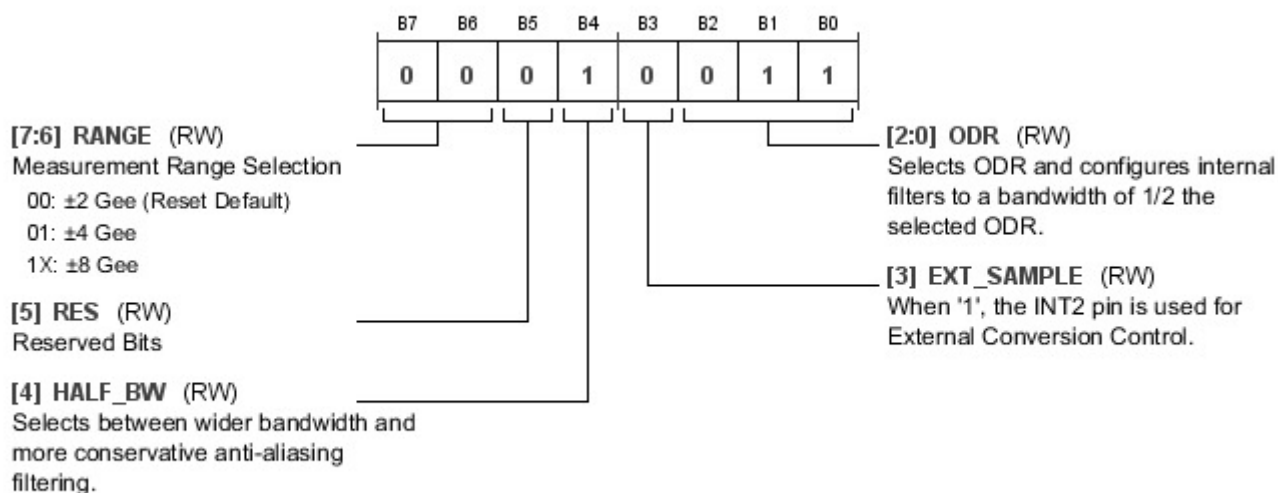 B7 B6 B5 B4 B3 B2 B1 B0
0 0 0 1 0 0 1 1
[7:6] RANGE (RW)
Measurement Range Selection
00: ±2 Gee (Reset Default)
01: ±4 Gee
1X: ±8 Gee
[5] RES (RW)
Reserved Bits
[4] HALF_BW (RW)
Selects between wider bandwidth and
more conservative anti-aliasing
filtering.
[2:0] ODR (RW)
Selects ODR and configures internal
filters to a bandwidth of 1/2 the
selected ODR.
[3] EXT_SAMPLE (RW)
When '1', the INT2 pin is used for
External Conversion Control.